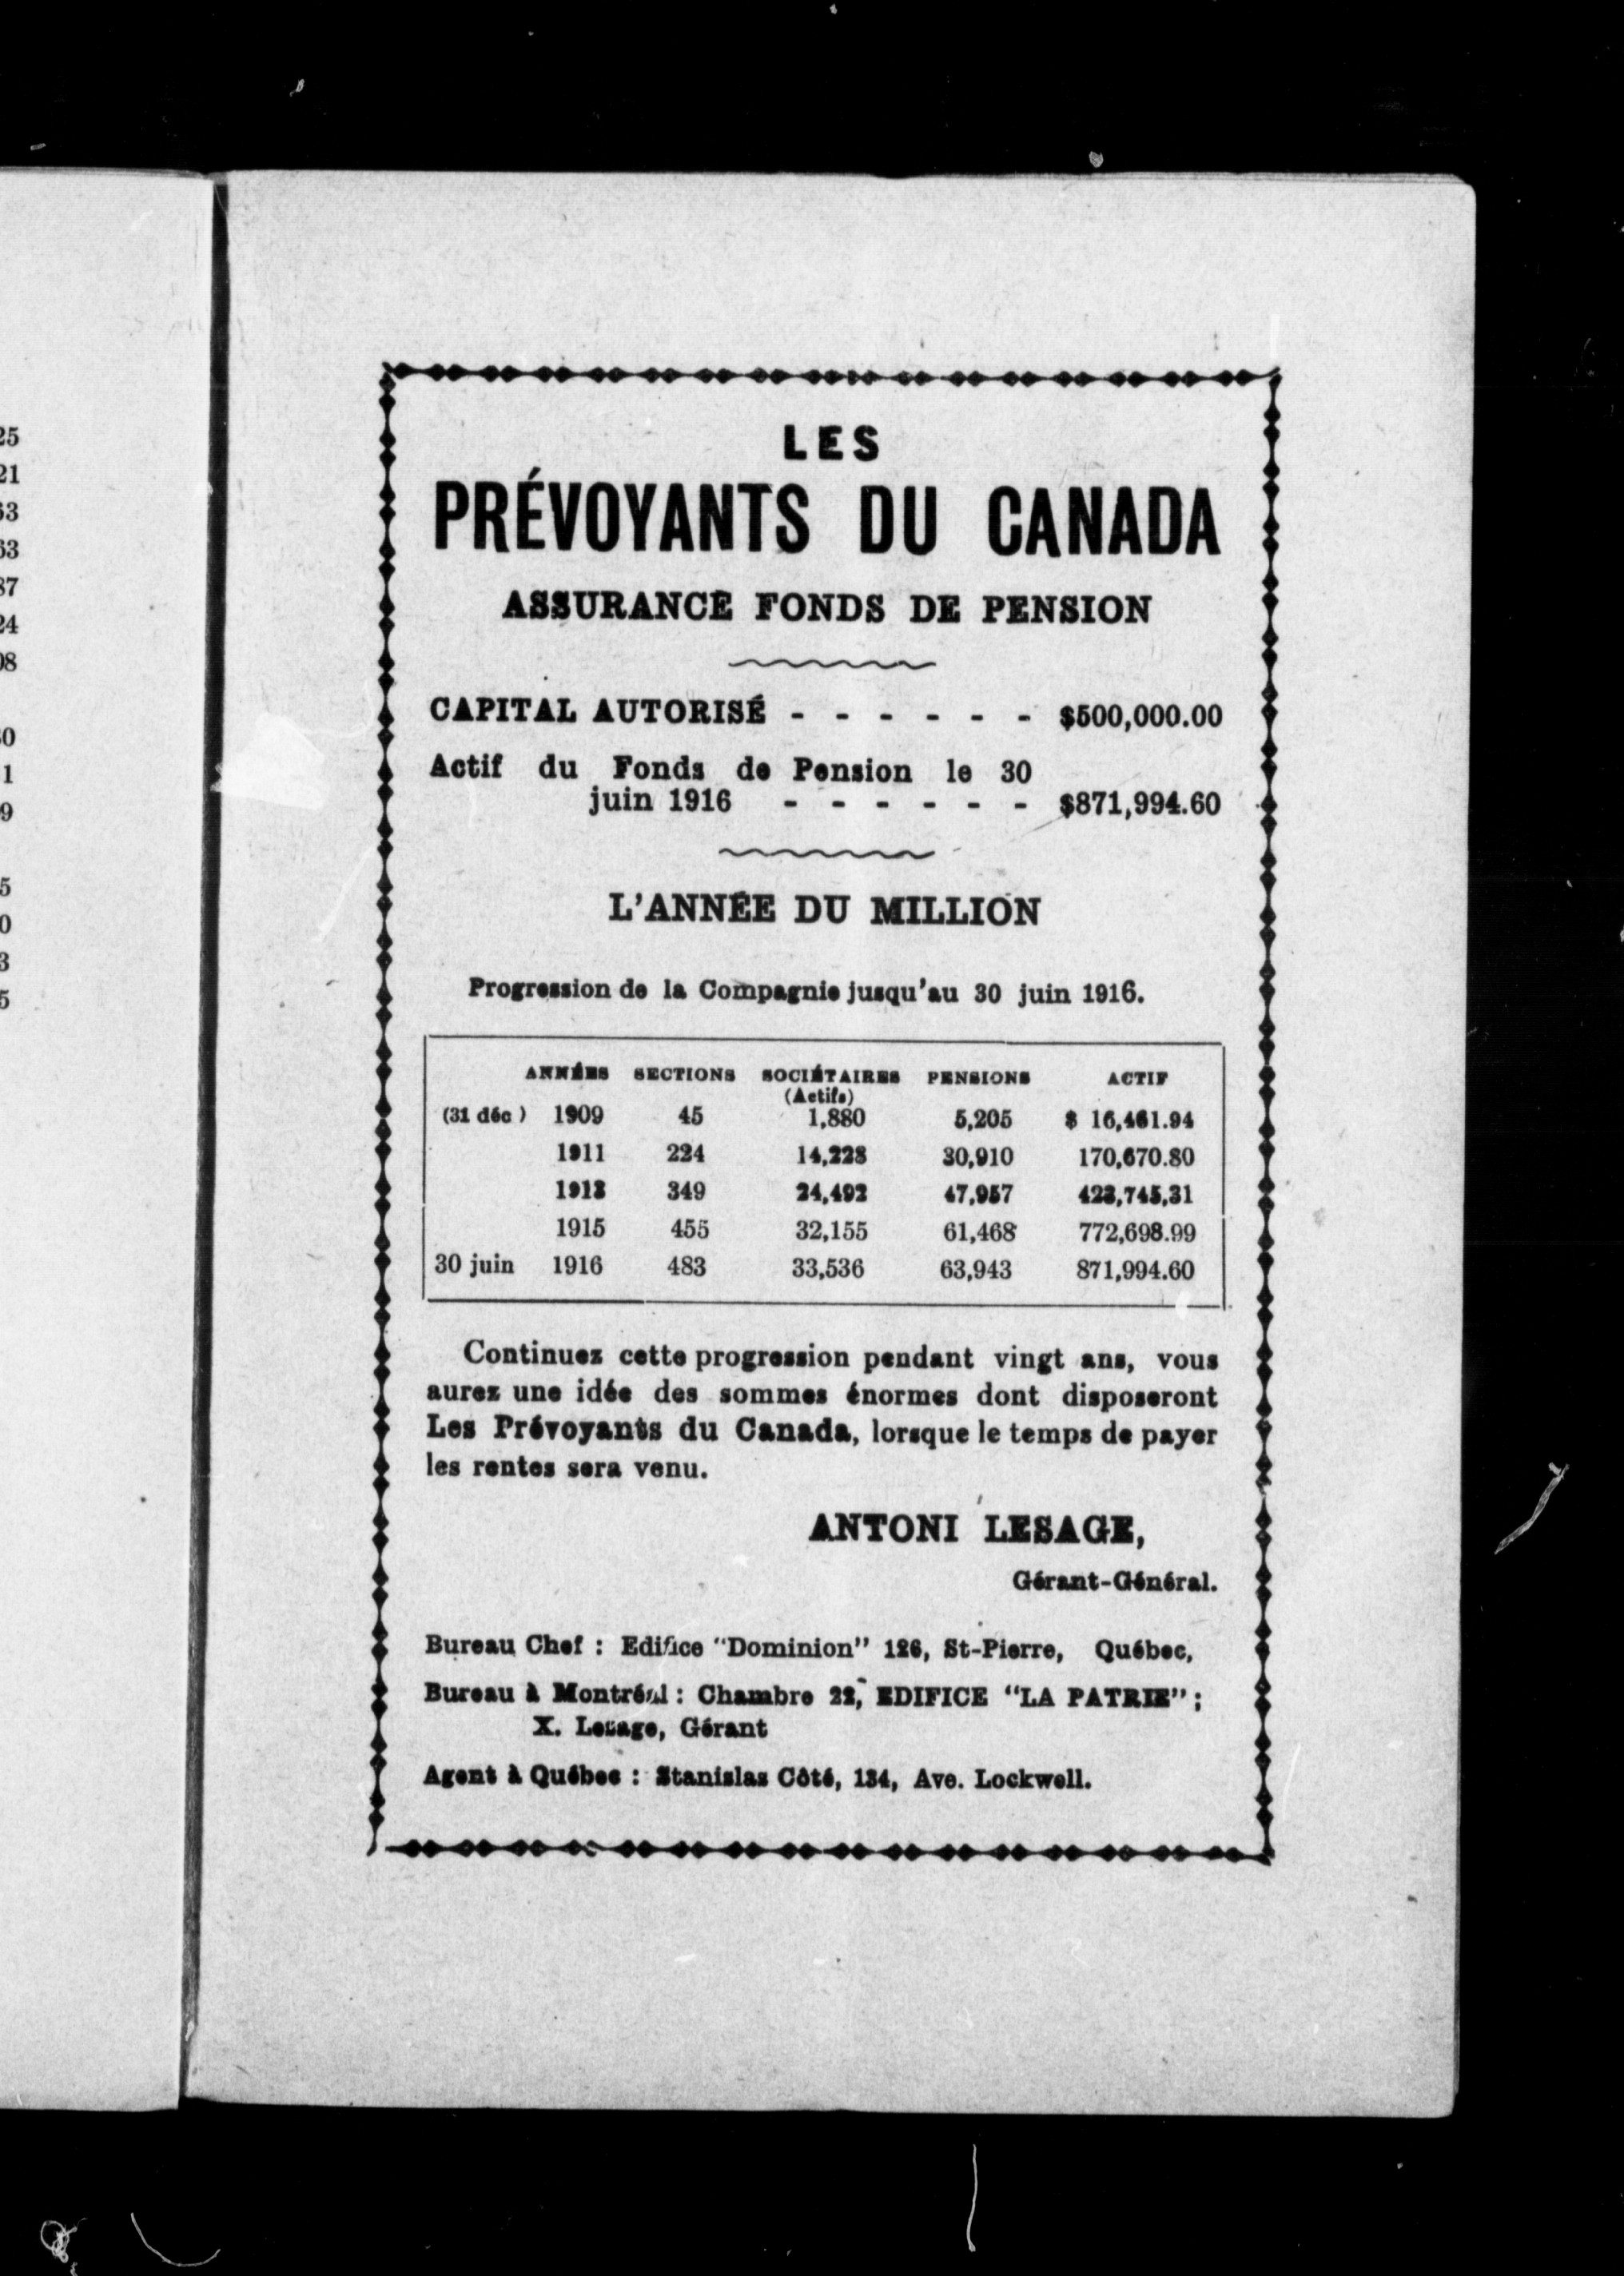 LES
PRÉVOYANTS DU CANADA
ASSURANCE FONDS DE PENSION
CAPITAL AUTORISÉ - - - - - - $500,000.00
Actif du Fonds de Pension le 30
juin 1916 - - - - - - $871,994.60
L'ANNÉE DU MILLION
Progression de la Compagnie jusqu'au 30 juin 1916.
ANNÉES SECTIONS SOCIÉTAIRES PENSIONS ACTIF
(Actifs)
(31 déc ) 1909 45 1,880 5,205 $ 16,461.94
1911 224 14,228 30,910 170,670.80
1913 349 24,492 47,957 423,745,31
1915 455 32,155 61,468 772,698.99
30 juin 1916 483 33,536 63,943 871,994.60
Continuez cette progression pendant vingt ans, vous
aurez une idée des sommes énormes dont disposeront
Les Prévoyants du Canada, lorsque le temps de payer
les rentes sera venu.
ANTONI LESAGE,
Gérant-Général.
Bureau Chef : Edifice "Dominion" 126, St-Pierre, Québec,
Bureau à Montréal : Chambre 22, EDIFICE "LA PATRIE" ;
X. Lesage, Gérant
Agent à Québec : Stanislas Côté, 134, Ave. Lockwell.